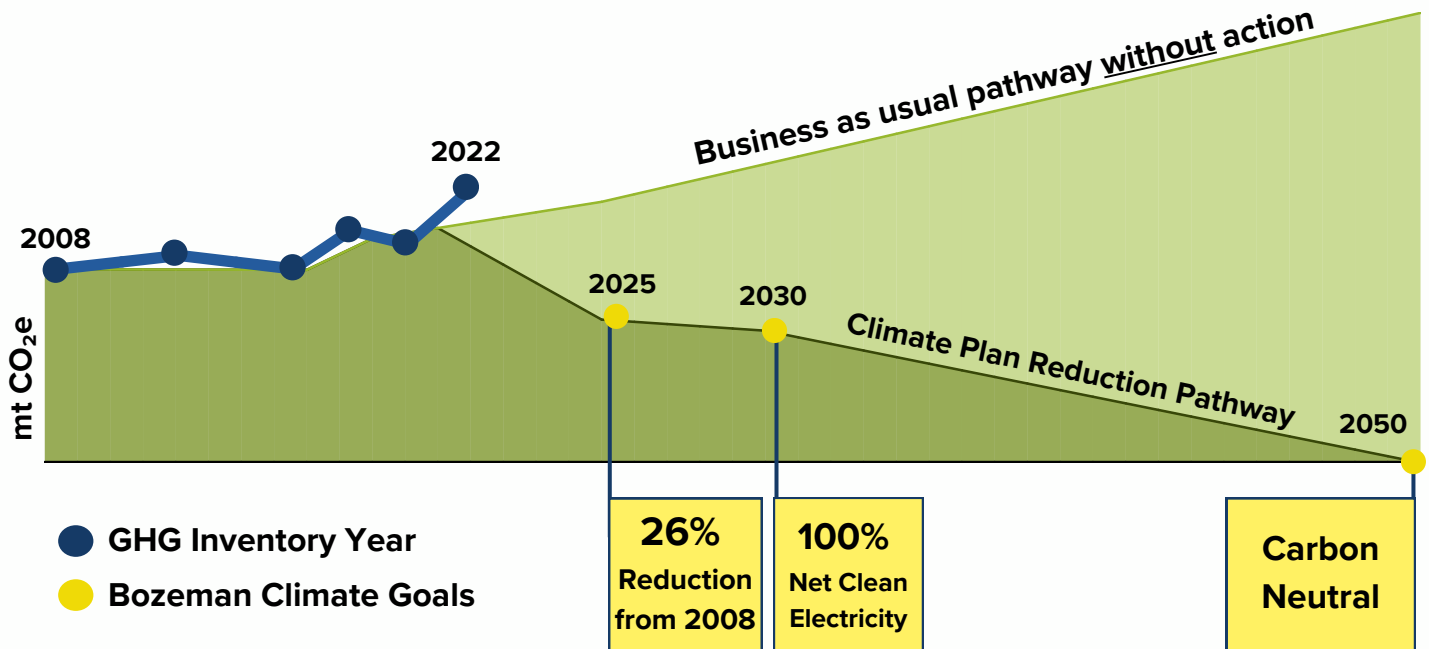 Business as usual pathway without action
2022
2008
2025
2030
Climate Plan Reduction Pathway
2050
mt CO₂e
GHG Inventory Year
Bozeman Climate Goals
26%
Reduction
from 2008
100%
Net Clean
Electricity
Carbon
Neutral